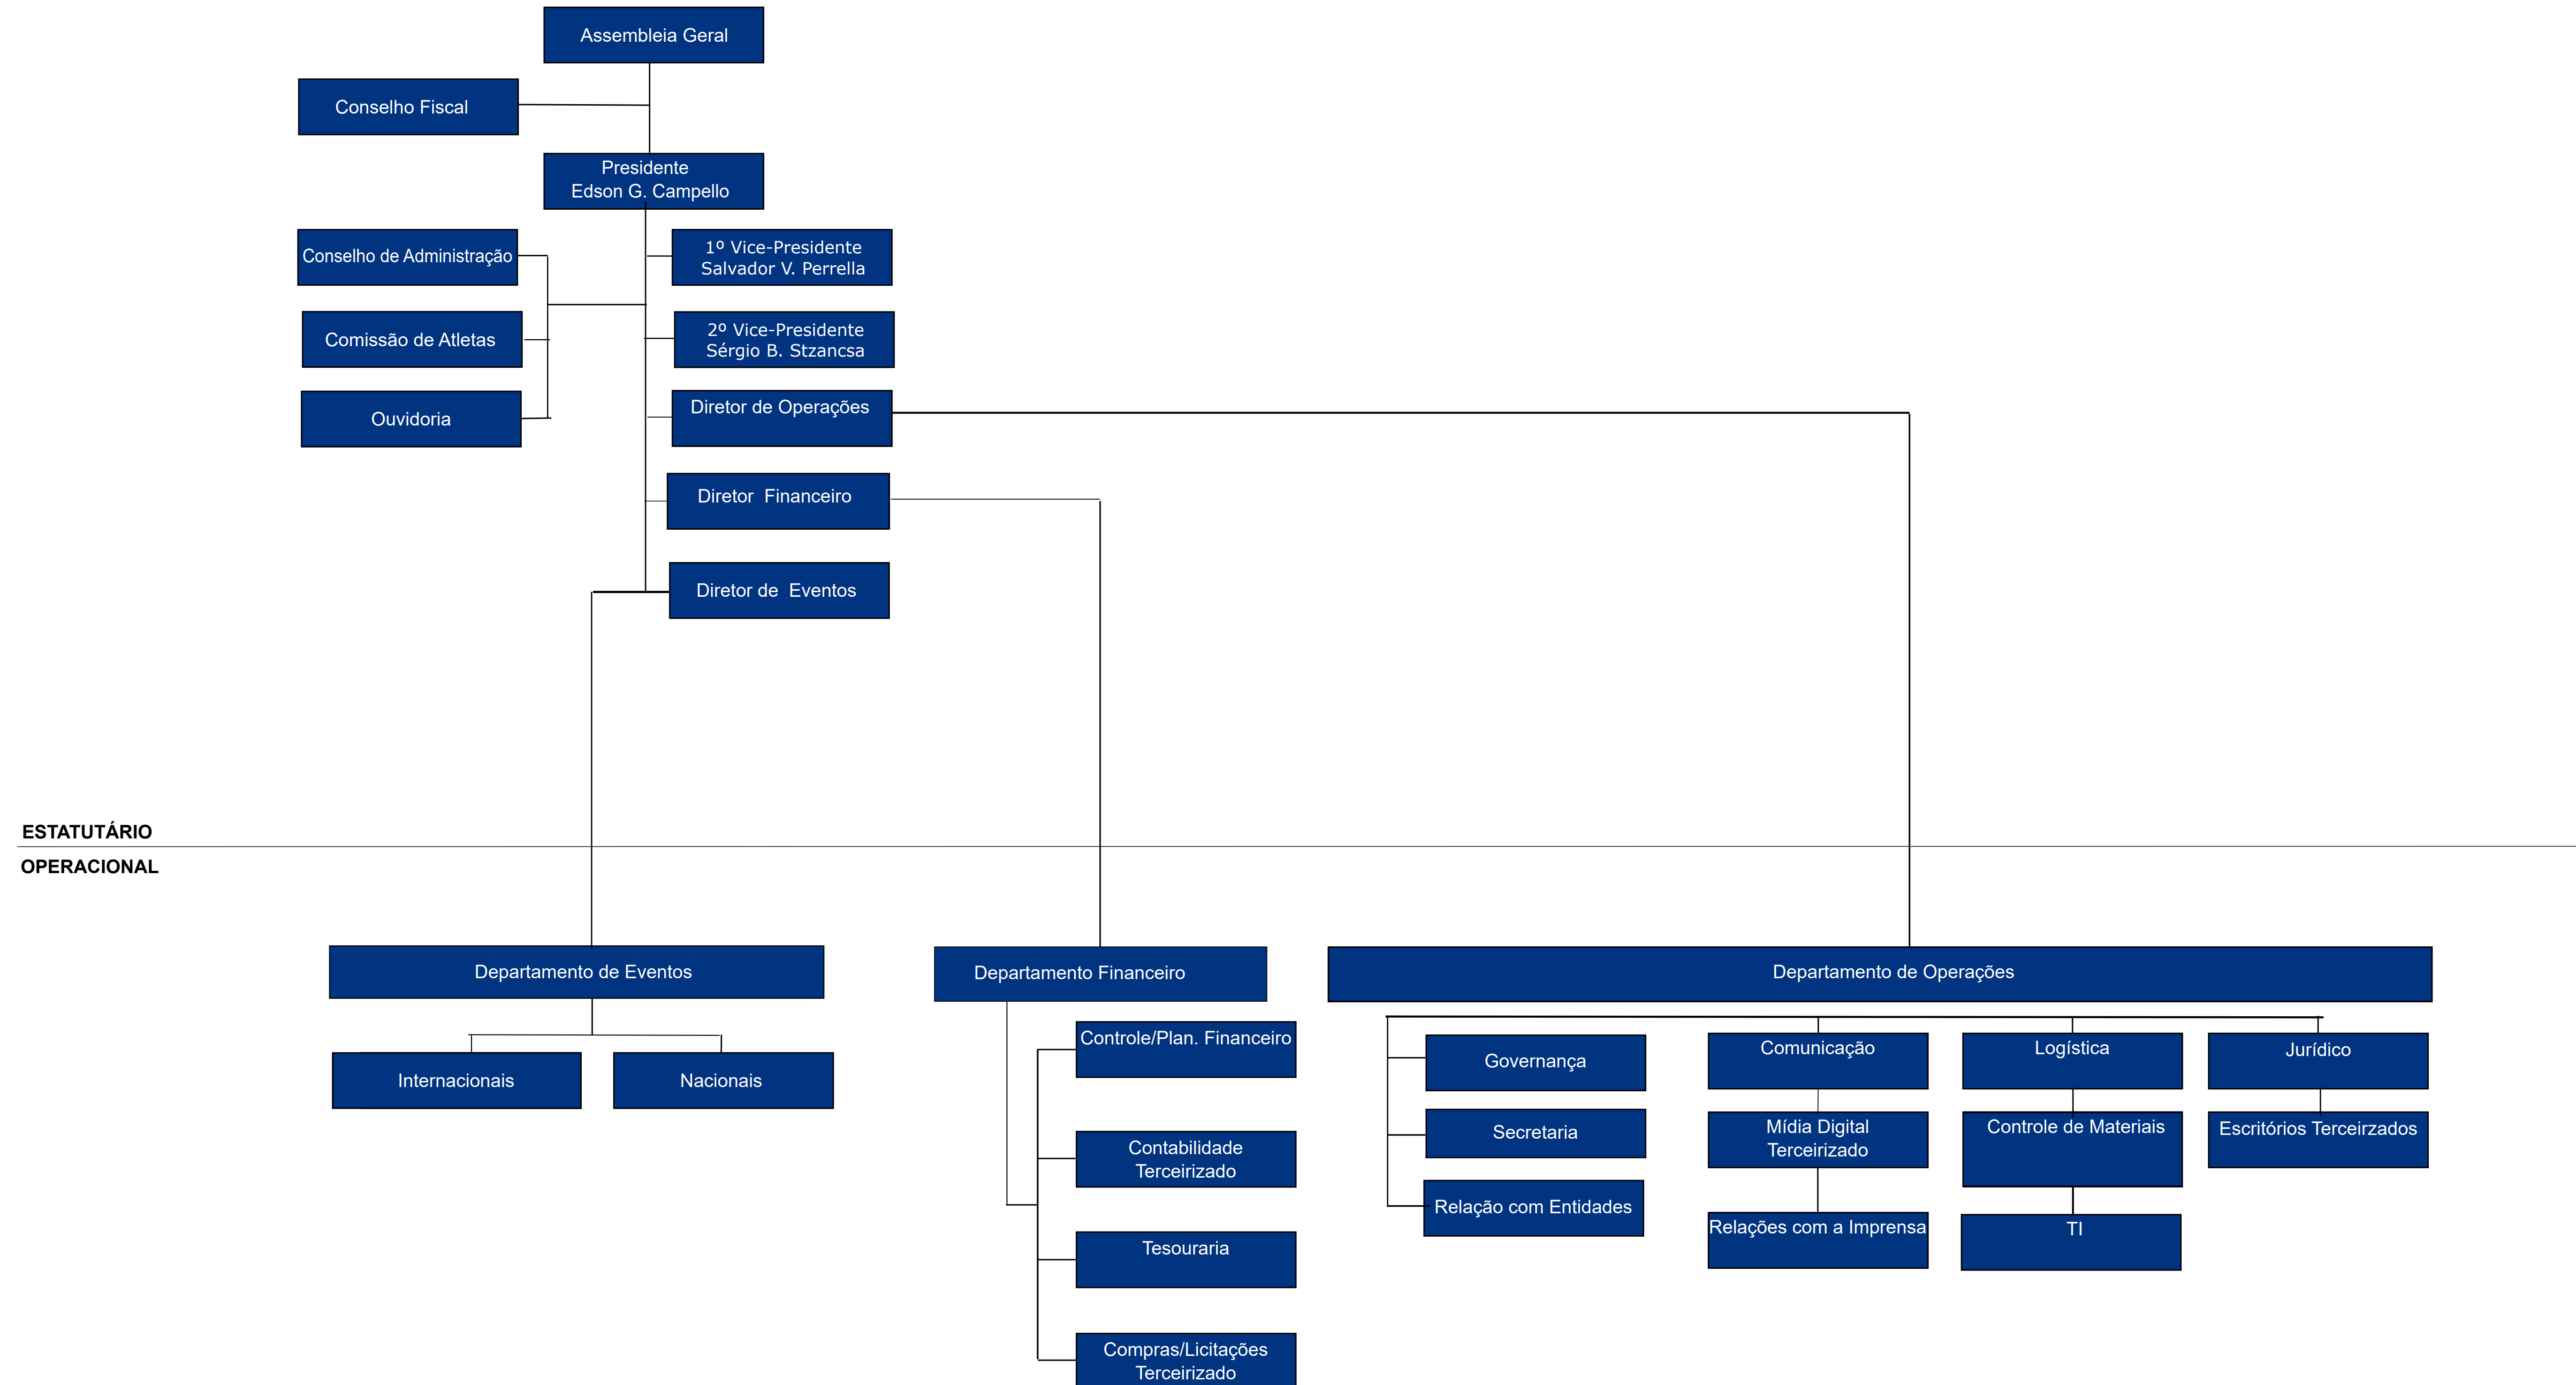 Assembleia Geral
Conselho Fiscal
Presidente
Edson G. Campello
Conselho de Administração
1º Vice-Presidente
Salvador V. Perrella
Comissão de Atletas
2º Vice-Presidente
Sérgio B. Stzancsa
Ouvidoria
Diretor de Operações
Diretor Financeiro
Diretor de Eventos
ESTATUTÁRIO
OPERACIONAL
Departamento de Eventos
Internacionais
Nacionais
Departamento Financeiro
Controle/Plan. Financeiro
Contabilidade
Terceirizado
Tesouraria
Compras/Licitações
Terceirizado
Departamento de Operações
Governança
Secretaria
Relação com Entidades
Comunicação
Mídia Digital
Terceirizado
Relações com a Imprensa
Logística
Controle de Materiais
TI
Jurídico
Escritórios Terceirzados